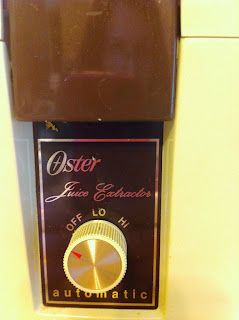 Oster
Juice Extractor
OFF LO Hi
automatic